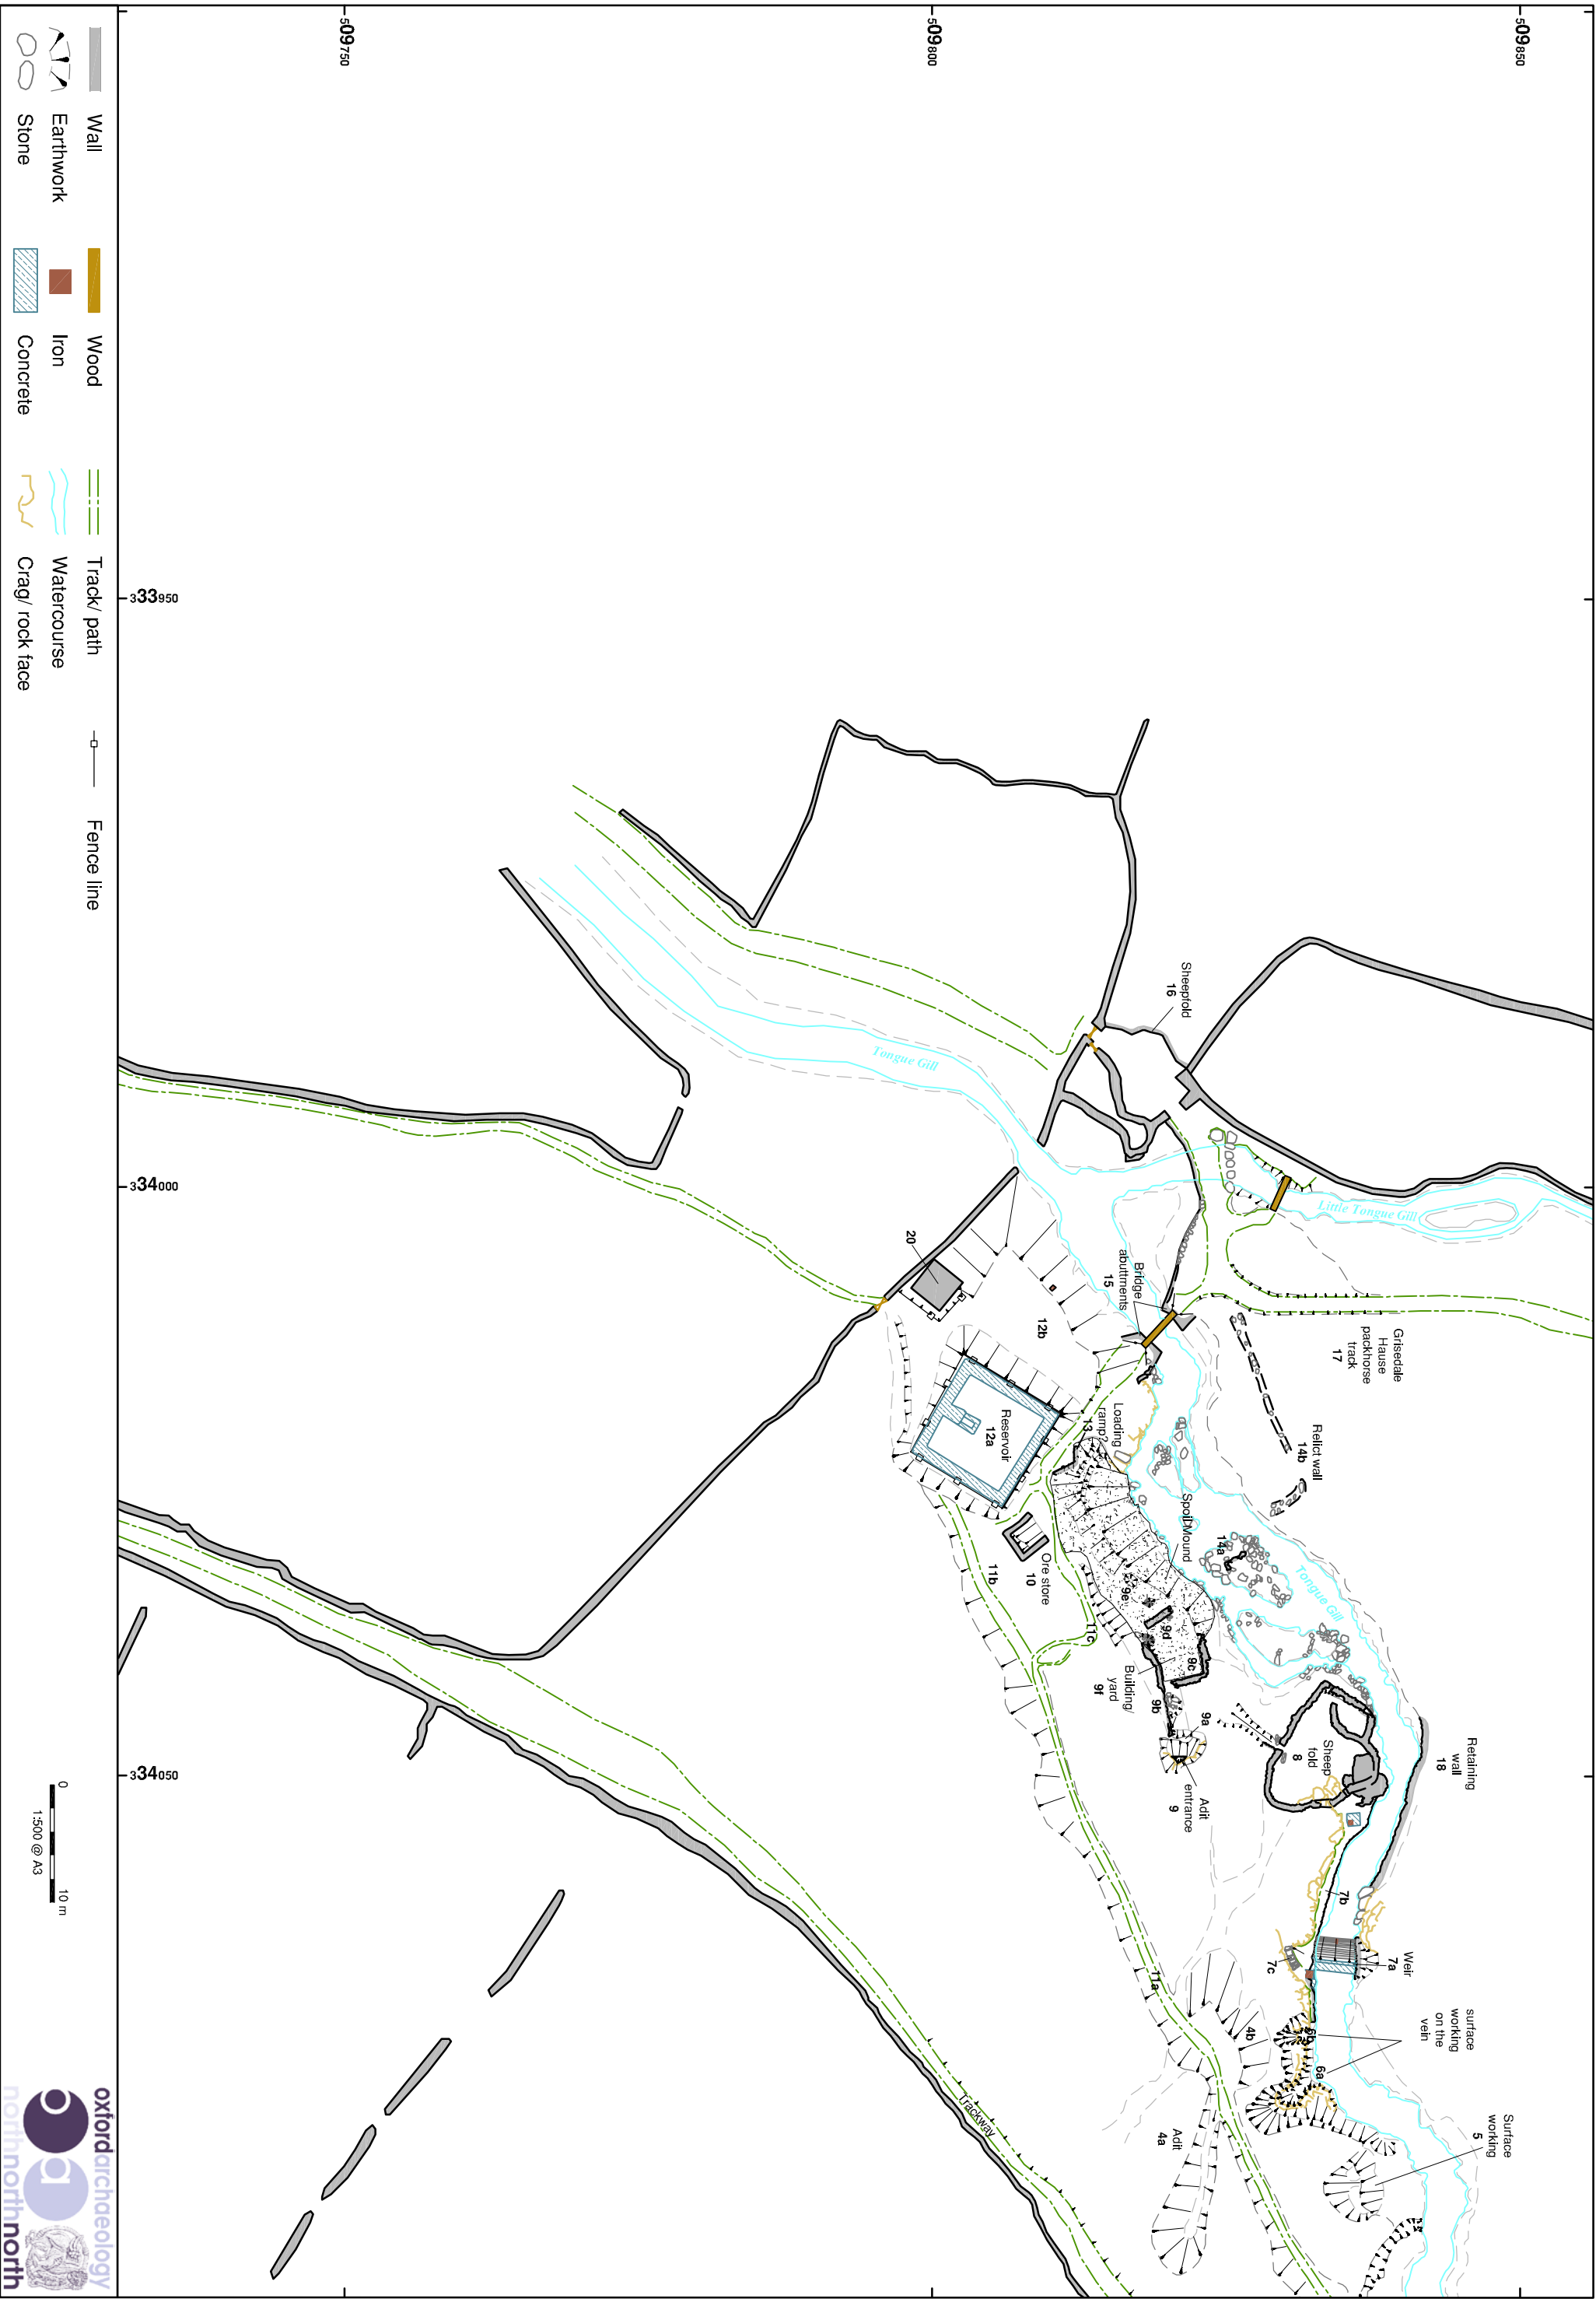 509850
509800
509750
333950
334000
334050
Sheepfold
16
Tongue Gill
Little Tongue Gill
Bridge
abuttments
15
Grisedale
Hause
packhorse
track
17
20
12b
Reservoir
12a
Loading
ramp?
13
Relict wall
14b
Spoil Mound
14a
Tongue Gill
Ore store
10
11b
11c
9e
9d
9c
Building/
yard
9f
9b
9a
Adit
entrance
9
Sheep
fold
8
Retaining
wall
18
7b
Weir
7a
7c
11a
surface
working
on the
vein
6b
6a
4b
Adit
4a
Surface
working
5
Trackway
Wall
Earthwork
Stone
Wood
Iron
Concrete
Track/ path
Watercourse
Crag/ rock face
Fence line
0 10 m
1:500 @ A3
oxfordarchaeology
northnorthnorth